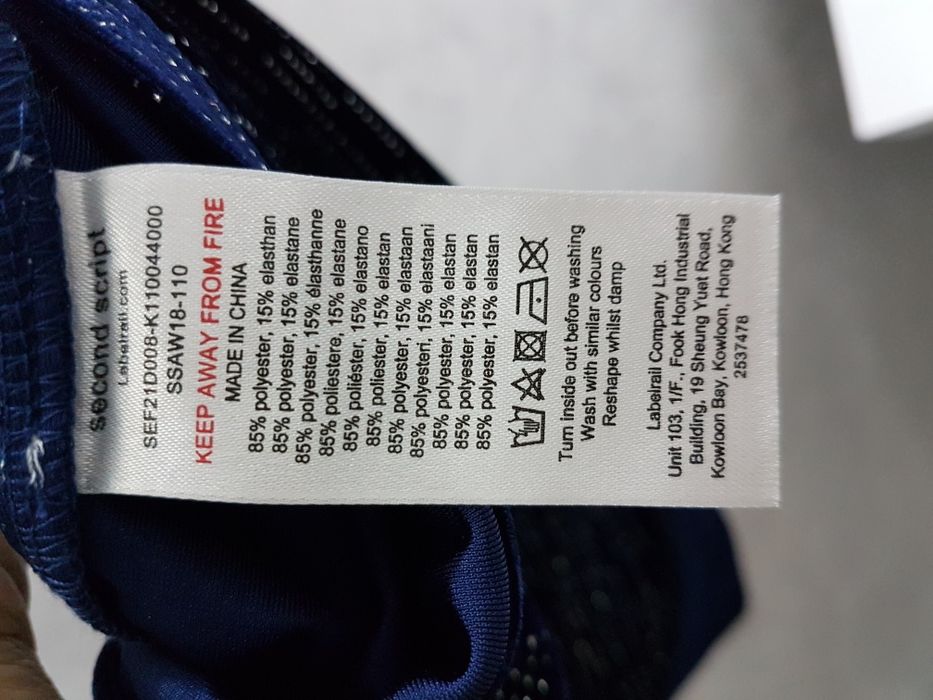 second script
Labelrail.com
SEF21D008-K1100044000
SSAW18-110
KEEP AWAY FROM FIRE
MADE IN CHINA
85% polyester, 15% elasthan
85% polyester, 15% elastane
85% polyester, 15% élasthanne
85% poliestere, 15% elastane
85% poliéster, 15% elastano
85% poliester, 15% elastan
85% polyester, 15% elastaan
85% polyesteri, 15% elastaani
85% polyester, 15% elastan
85% polyester, 15% elastan
85% polyester, 15% elastan
Turn inside out before washing
Wash with similar colours
Reshape whilst damp
Labelrail Company Ltd.
Unit 103, 1/F., Fook Hong Industrial
Building, 19 Sheung Yuet Road,
Kowloon Bay, Kowloon, Hong Kong
2537478